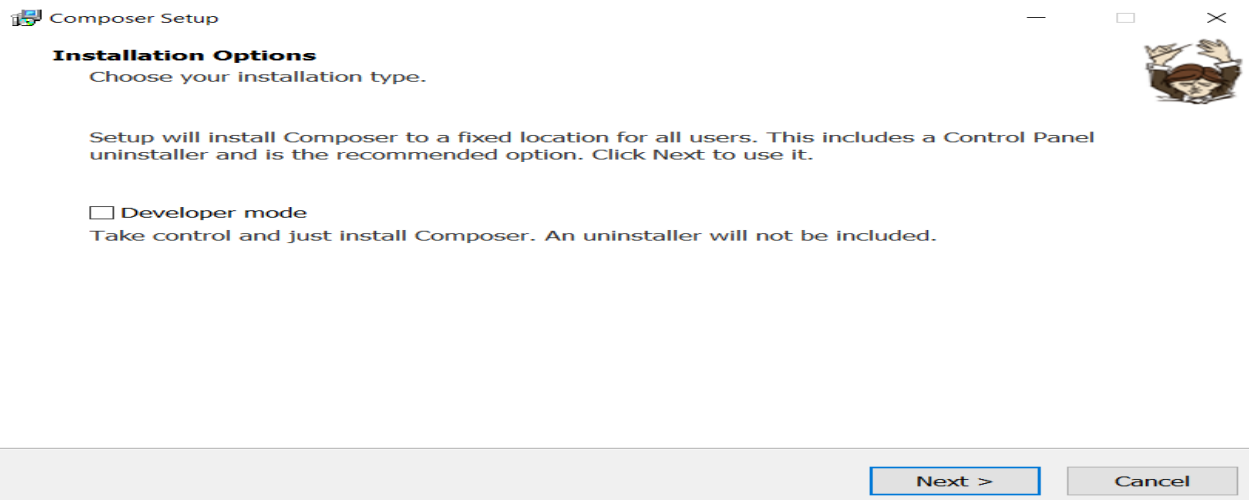 Composer Setup
Installation Options
Choose your installation type.
Setup will install Composer to a fixed location for all users. This includes a Control Panel
uninstaller and is the recommended option. Click Next to use it.
Developer mode
Take control and just install Composer. An uninstaller will not be included.
Next >
Cancel